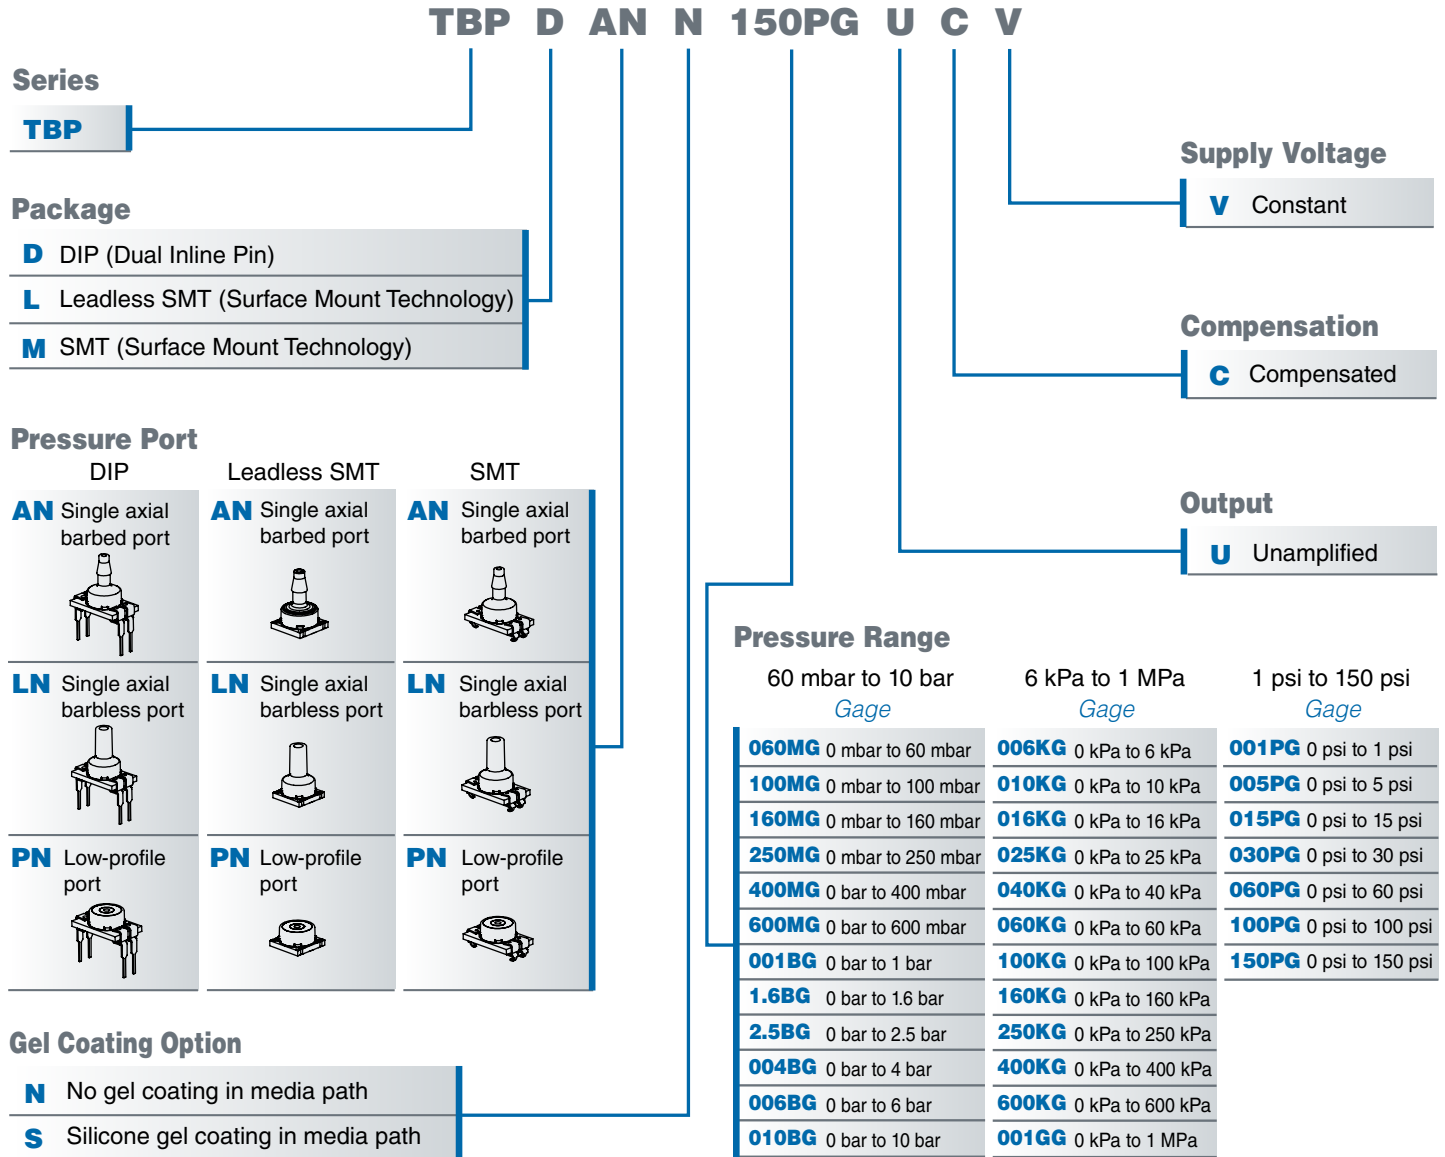 TBP D AN N 150PG U C V
Series
TBP
Package
D DIP (Dual Inline Pin)
L Leadless SMT (Surface Mount Technology)
M SMT (Surface Mount Technology)
Pressure Port
DIP Leadless SMT SMT
AN Single axial barbed port
AN Single axial barbed port
AN Single axial barbed port
LN Single axial barbless port
LN Single axial barbless port
LN Single axial barbless port
PN Low-profile port
PN Low-profile port
PN Low-profile port
Gel Coating Option
N No gel coating in media path
S Silicone gel coating in media path
Supply Voltage
V Constant
Compensation
C Compensated
Output
U Unamplified
Pressure Range
60 mbar to 10 bar 6 kPa to 1 MPa 1 psi to 150 psi
Gage Gage Gage
060MG 0 mbar to 60 mbar 006KG 0 kPa to 6 kPa 001PG 0 psi to 1 psi
100MG 0 mbar to 100 mbar 010KG 0 kPa to 10 kPa 005PG 0 psi to 5 psi
160MG 0 mbar to 160 mbar 016KG 0 kPa to 16 kPa 015PG 0 psi to 15 psi
250MG 0 mbar to 250 mbar 025KG 0 kPa to 25 kPa 030PG 0 psi to 30 psi
400MG 0 bar to 400 mbar 040KG 0 kPa to 40 kPa 060PG 0 psi to 60 psi
600MG 0 bar to 600 mbar 060KG 0 kPa to 60 kPa 100PG 0 psi to 100 psi
001BG 0 bar to 1 bar 100KG 0 kPa to 100 kPa 150PG 0 psi to 150 psi
1.6BG 0 bar to 1.6 bar 160KG 0 kPa to 160 kPa
2.5BG 0 bar to 2.5 bar 250KG 0 kPa to 250 kPa
004BG 0 bar to 4 bar 400KG 0 kPa to 400 kPa
006BG 0 bar to 6 bar 600KG 0 kPa to 600 kPa
010BG 0 bar to 10 bar 001GG 0 kPa to 1 MPa